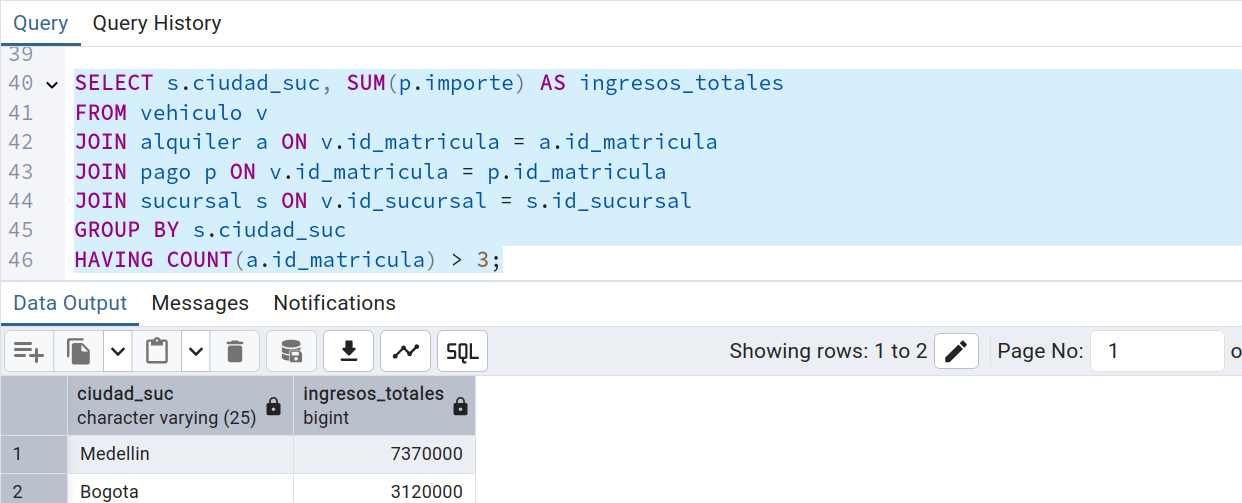 Query Query History
39
40 SELECT s.ciudad_suc, SUM(p.importe) AS ingresos_totales
41 FROM vehiculo v
42 JOIN alquiler a ON v.id_matricula = a.id_matricula
43 JOIN pago p ON v.id_matricula = p.id_matricula
44 JOIN sucursal s ON v.id_sucursal = s.id_sucursal
45 GROUP BY s.ciudad_suc
46 HAVING COUNT(a.id_matricula) > 3;
Data Output Messages Notifications
SQL Showing rows: 1 to 2 Page No: 1 o
ciudad_suc ingresos_totales
character varying (25) bigint
1 Medellin 7370000
2 Bogota 3120000